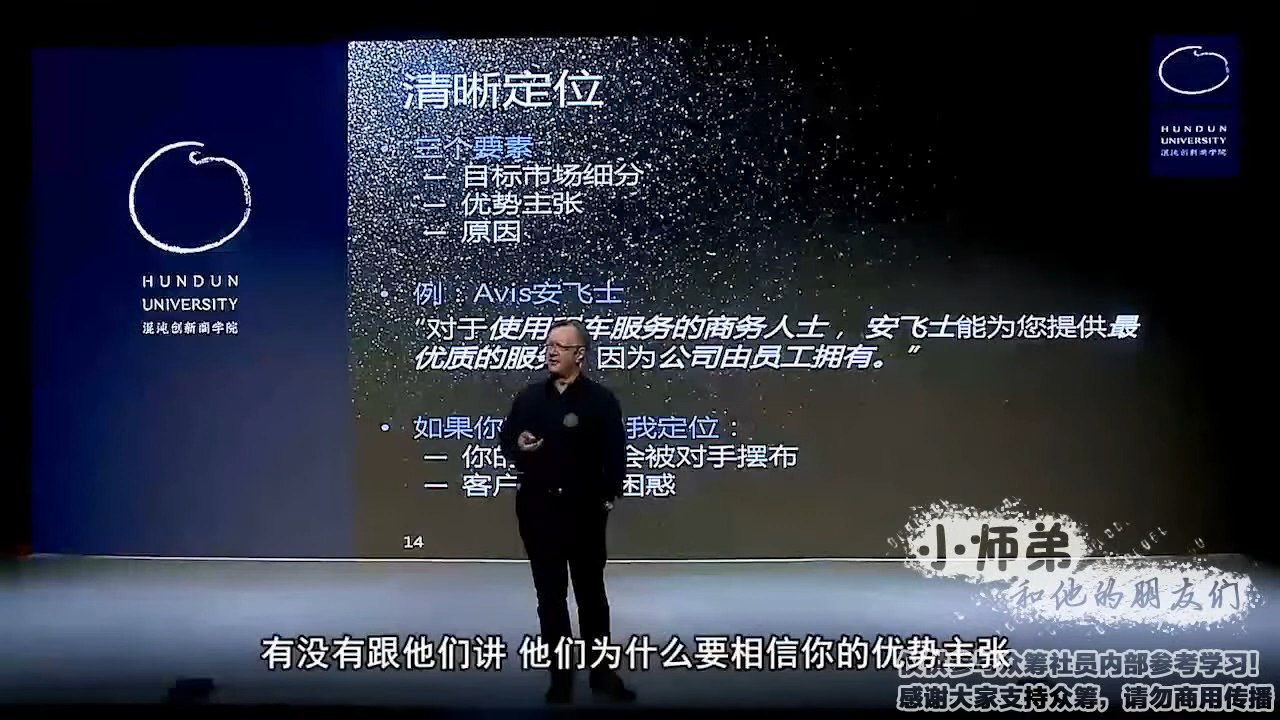 清晰定位
三个要素
— 目标市场细分
— 优势主张
— 原因
• 例：Avis安飞士
“对于使用 车服务的商务人士， 安飞士能为您提供最
优质的服 因为公司由员工拥有。”
• 如果你 我定位：
— 你的 会被对手摆布
— 客户 困惑
14
HUNDUN
UNIVERSITY
混沌创新商学院
HUNDUN
UNIVERSITY
混沌创新商学院
小师弟
和他的朋友们
有没有跟他们讲 他们为什么要相信你的优势主张
众筹社员内部参考学习！
感谢大家支持众筹，请勿商用传播